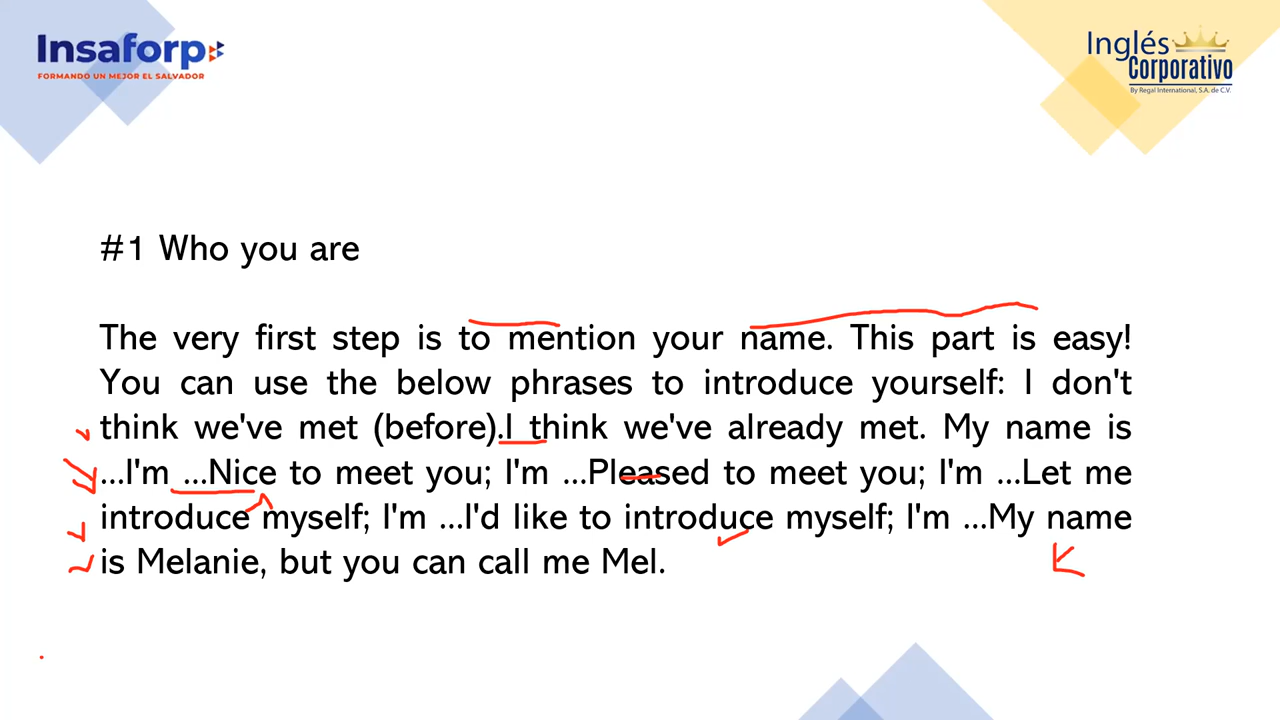 Insaforp
FORMANDO UN MEJOR EL SALVADOR
Inglés
Corporativo
By Regal International, S.A. de C.V.
#1 Who you are
The very first step is to mention your name. This part is easy!
You can use the below phrases to introduce yourself: I don't
think we've met (before).I think we've already met. My name is
...I'm ...Nice to meet you; I'm ...Pleased to meet you; I'm ...Let me
introduce myself; I'm ...I'd like to introduce myself; I'm ...My name
is Melanie, but you can call me Mel.